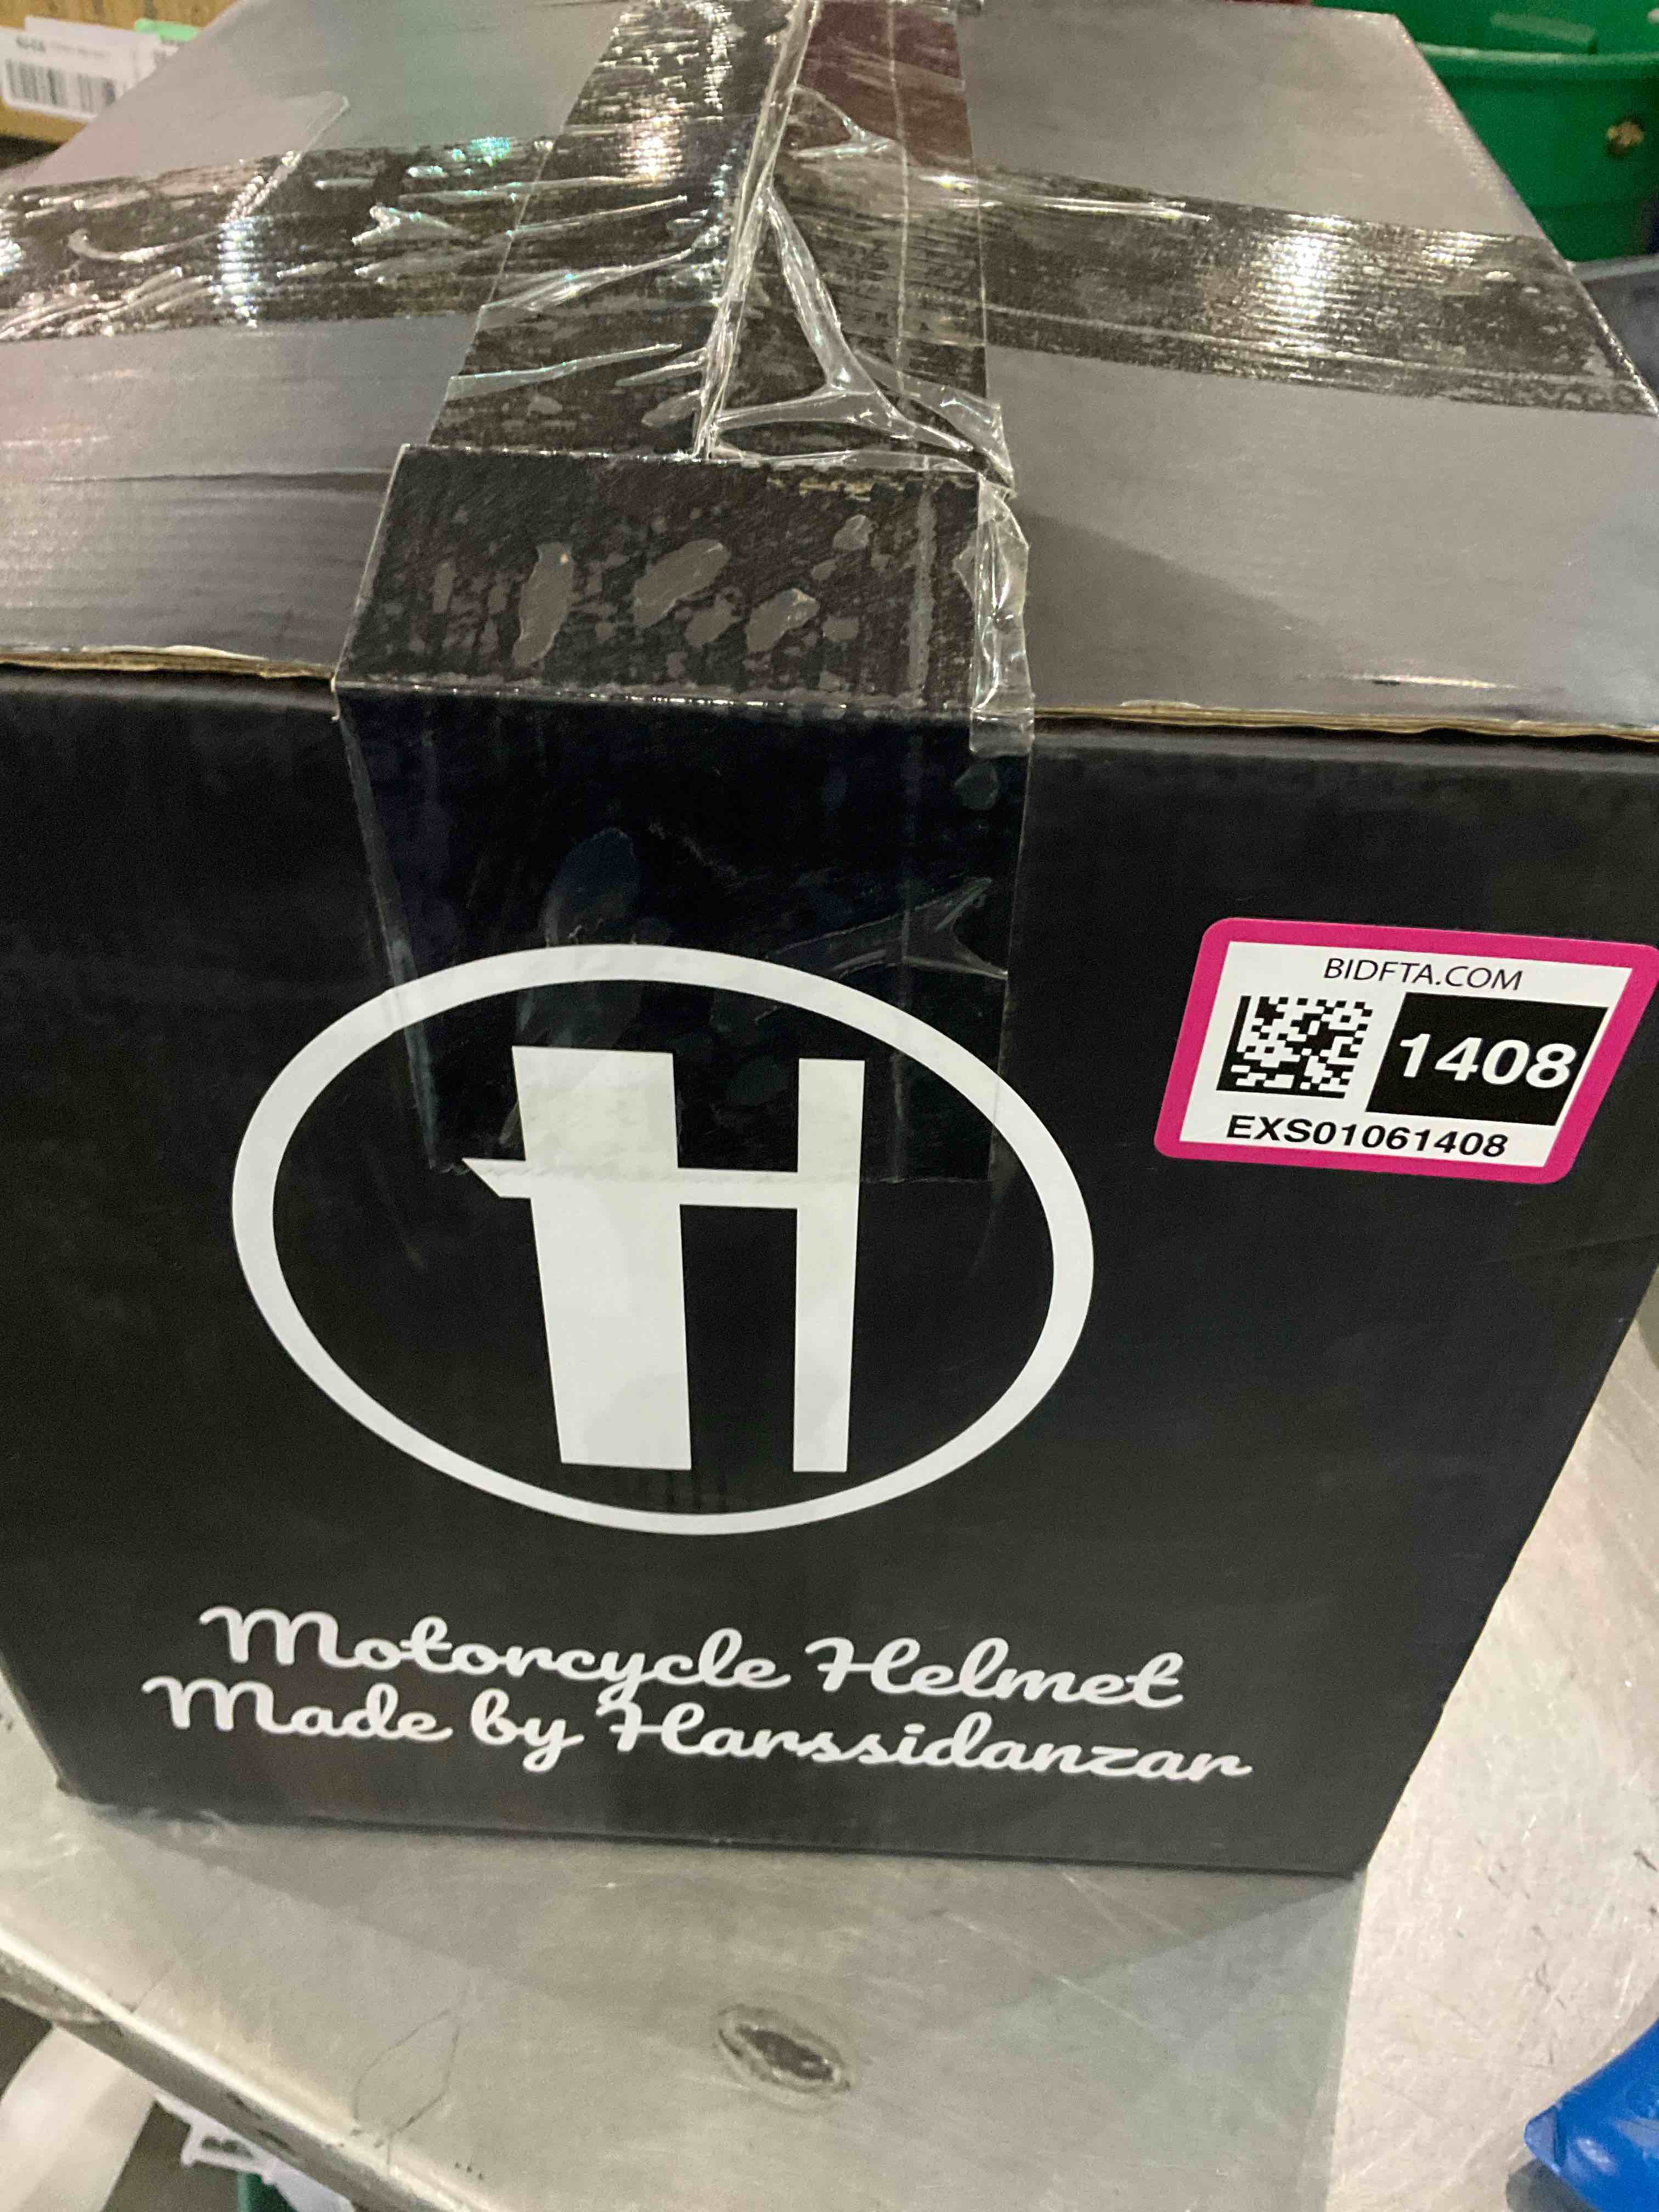 BIDFTA.COM
1408
EXS01061408
H
Motorcycle Helmet
Made by Harssidanzar